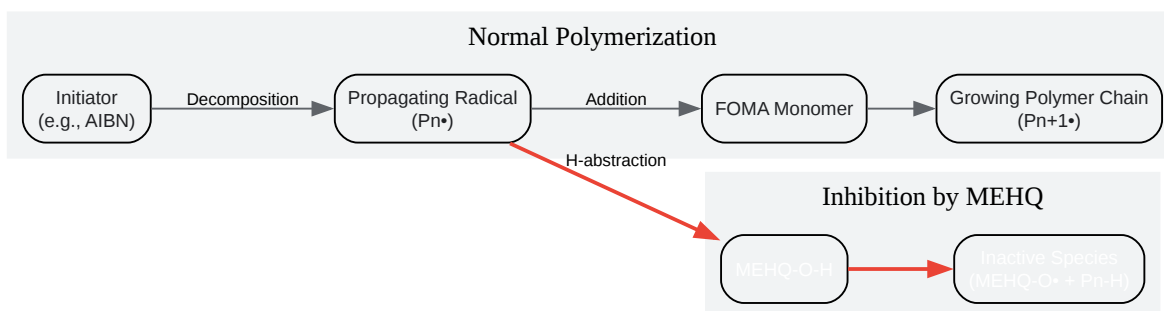 Normal Polymerization
Initiator
(e.g., AIBN)
Decomposition
Propagating Radical
(Pn•)
Addition
FOMA Monomer
Growing Polymer Chain
(Pn+1•)
H-abstraction
Inhibition by MEHQ
MEHQ-O-H
Inactive Species
(MEHQ-O• + Pn-H)